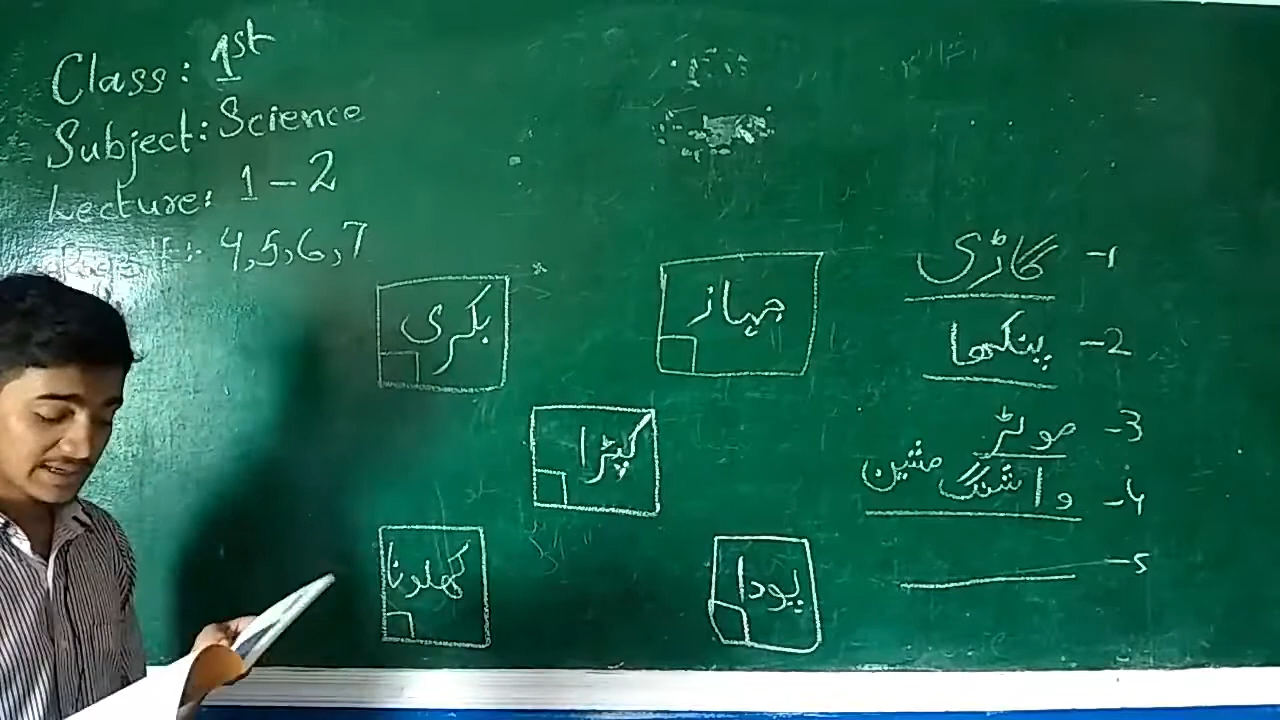 Class: 1st
Subject: Science
Lecture: 1-2
4,5,6,7
بکری
جہاز
کپڑا
کھلونا
پودا
1- گاڑی
2- پنکھا
3- موٹر
4- واشنگ مشین
5-